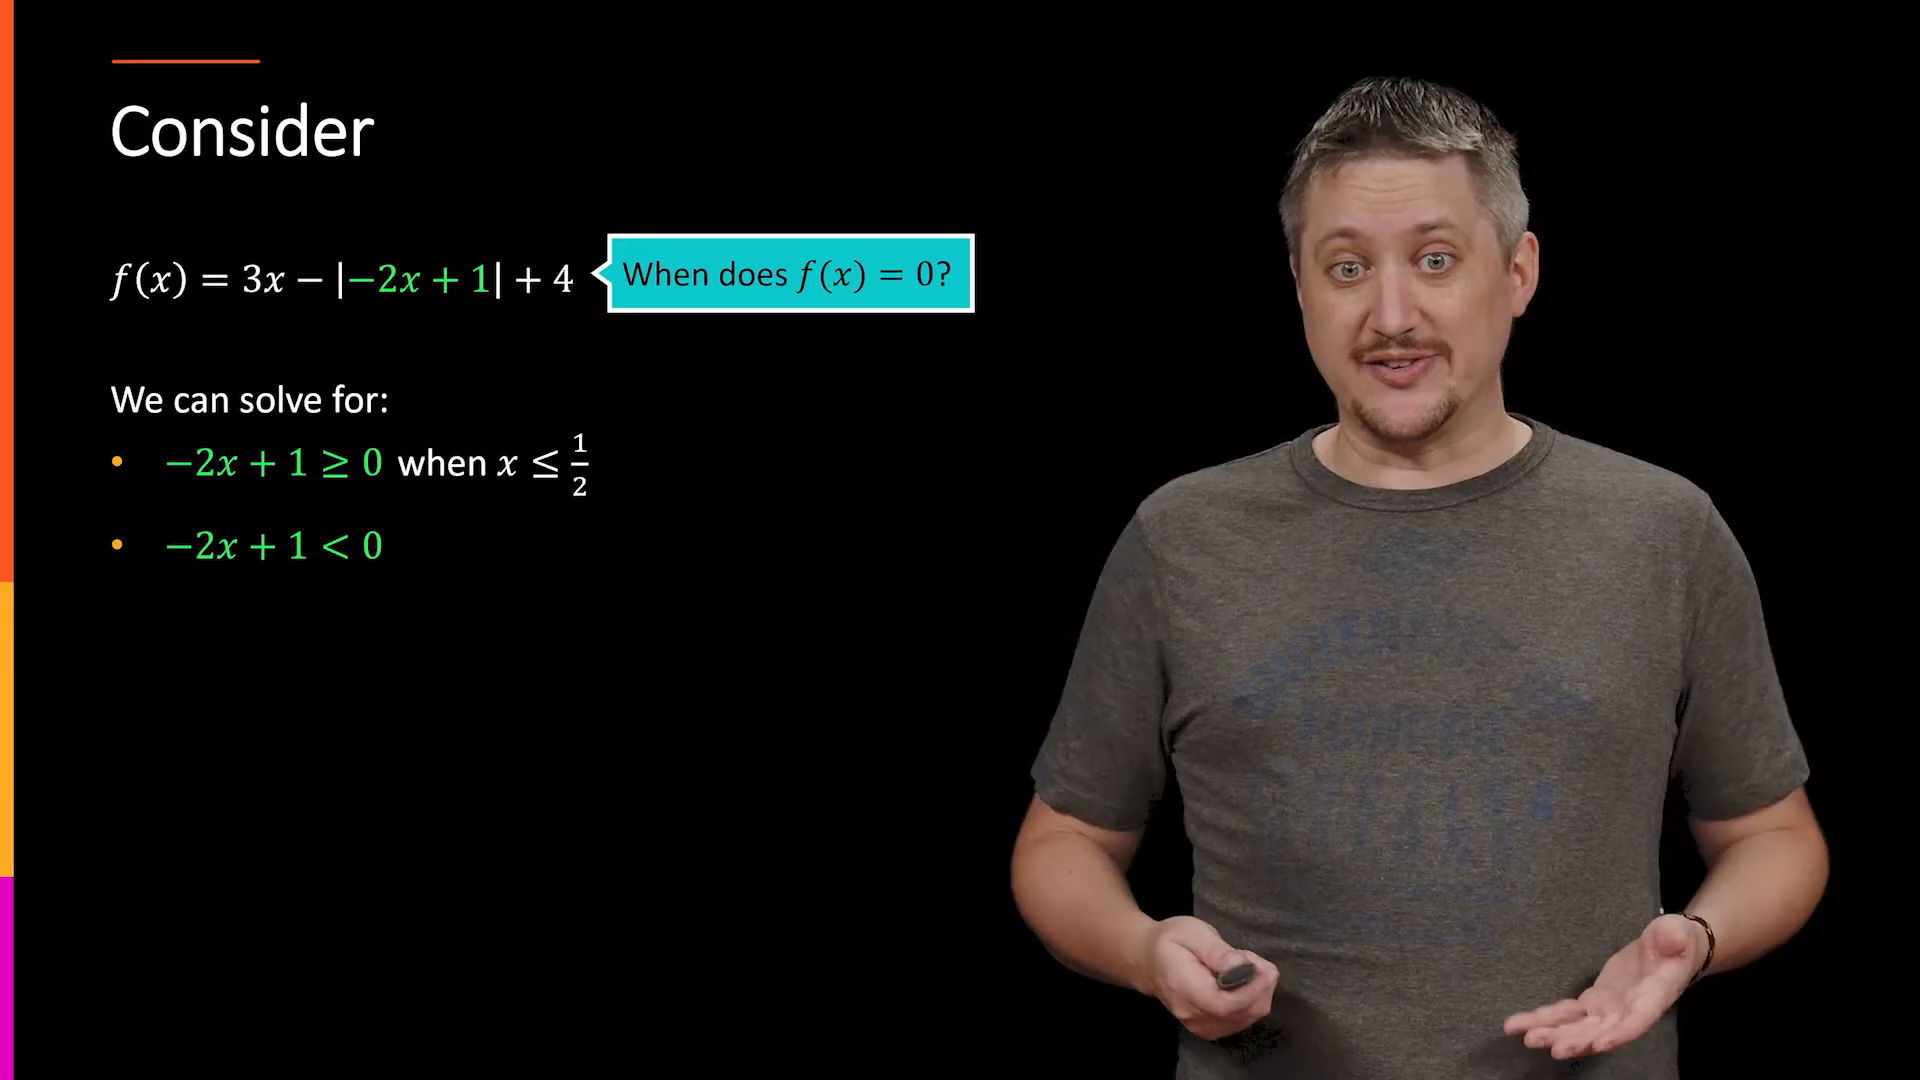 Consider
f(x) = 3x − |−2x + 1| + 4
When does f(x) = 0?
We can solve for:
• −2x + 1 ≥ 0 when x ≤ 1/2
• −2x + 1 < 0